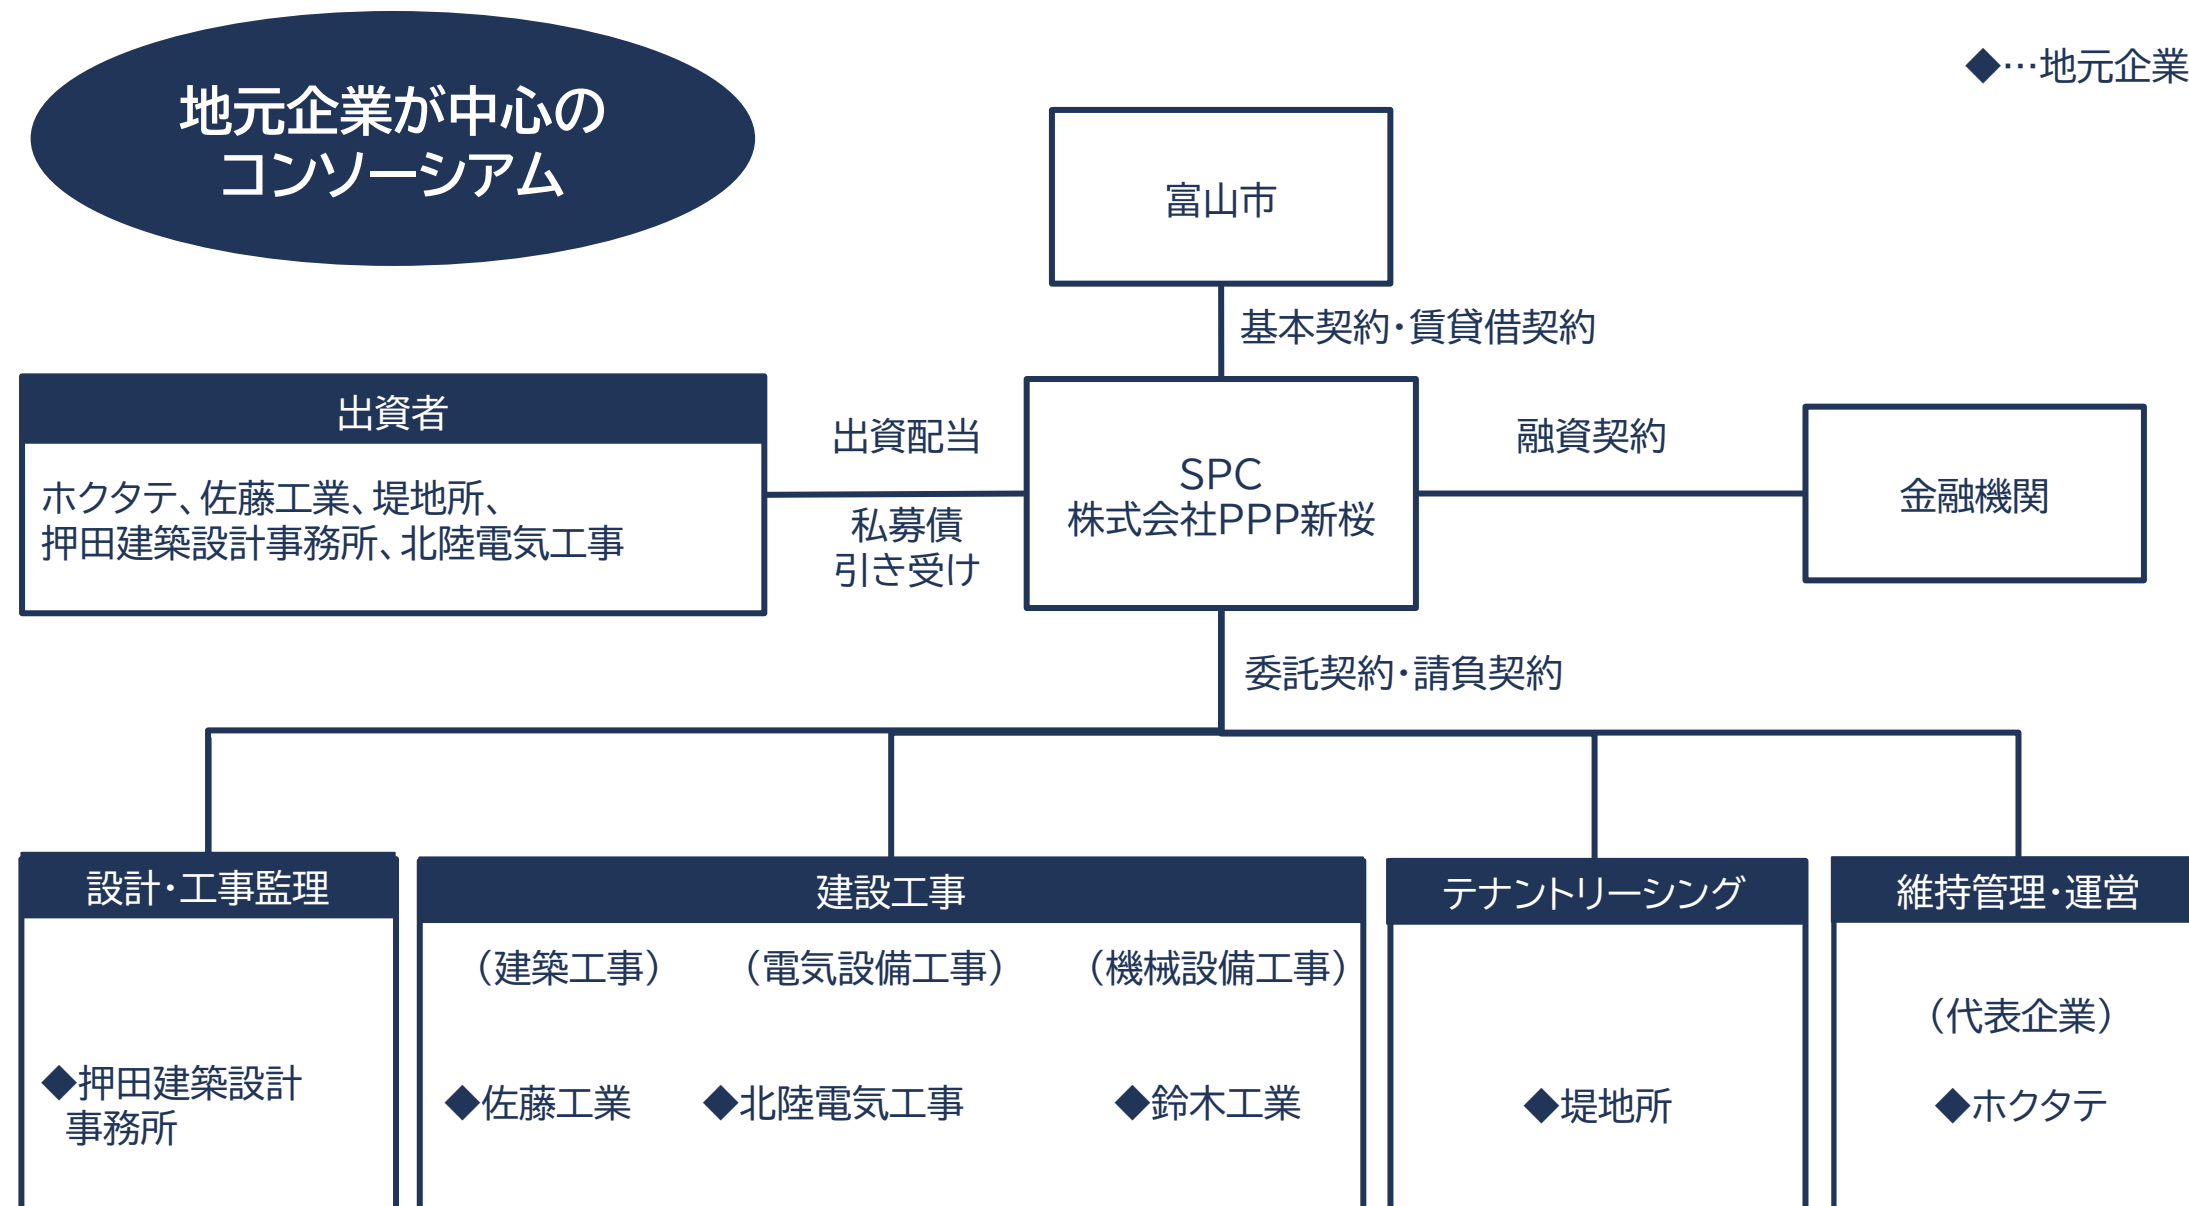 地元企業が中心の
コンソーシアム
◆…地元企業
富山市
基本契約・賃貸借契約
出資者
ホクタテ、佐藤工業、堤地所、
押田建築設計事務所、北陸電気工事
出資配当
私募債
引き受け
SPC
株式会社PPP新桜
融資契約
金融機関
委託契約・請負契約
設計・工事監理
◆押田建築設計
事務所
建設工事
（建築工事） （電気設備工事） （機械設備工事）
◆佐藤工業 ◆北陸電気工事 ◆鈴木工業
テナントリーシング
◆堤地所
維持管理・運営
（代表企業）
◆ホクタテ